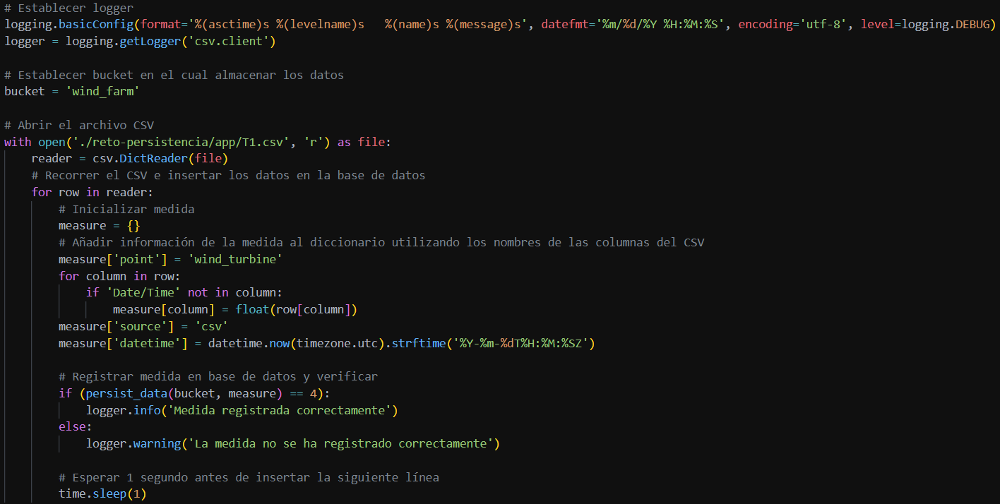 # Establecer logger
logging.basicConfig(format='%(asctime)s %(levelname)s   %(name)s %(message)s', datefmt='%m/%d/%Y %H:%M:%S', encoding='utf-8', level=logging.DEBUG)
logger = logging.getLogger('csv.client')

# Establecer bucket en el cual almacenar los datos
bucket = 'wind_farm'

# Abrir el archivo CSV
with open('./reto-persistencia/app/T1.csv', 'r') as file:
    reader = csv.DictReader(file)
    # Recorrer el CSV e insertar los datos en la base de datos
    for row in reader:
        # Inicializar medida
        measure = {}
        # Añadir información de la medida al diccionario utilizando los nombres de las columnas del CSV
        measure['point'] = 'wind_turbine'
        for column in row:
            if 'Date/Time' not in column:
                measure[column] = float(row[column])
        measure['source'] = 'csv'
        measure['datetime'] = datetime.now(timezone.utc).strftime('%Y-%m-%dT%H:%M:%SZ')

        # Registrar medida en base de datos y verificar
        if (persist_data(bucket, measure) == 4):
            logger.info('Medida registrada correctamente')
        else:
            logger.warning('La medida no se ha registrado correctamente')

        # Esperar 1 segundo antes de insertar la siguiente línea
        time.sleep(1)